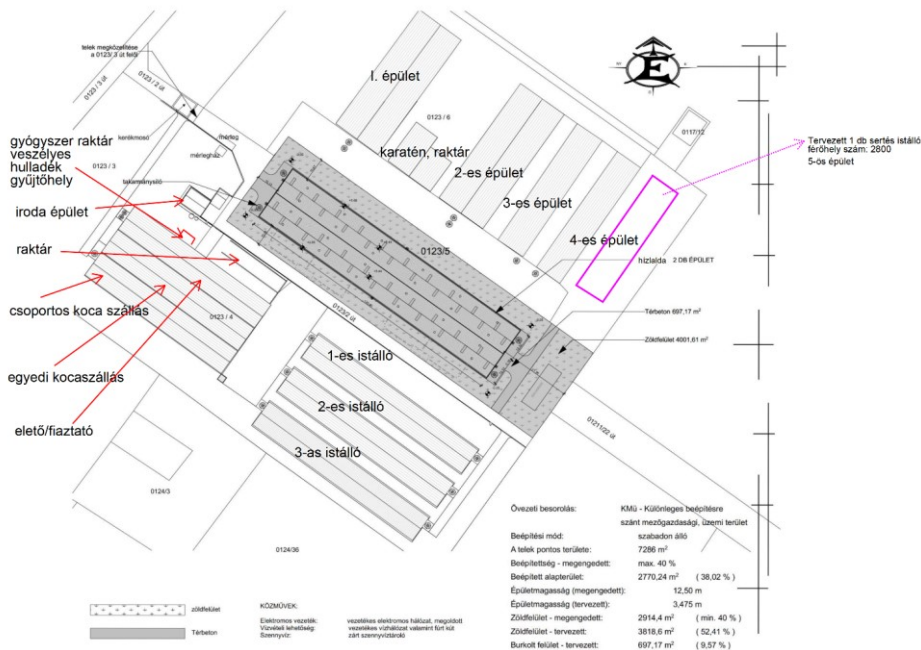 telek megközelítése
a 0123/ 3 út felől
0123 / 3 út
0123 / 2 út
kerékmosó
mérleg
mérlegház
0123 / 3
takarmánysiló
gyógyszer raktár
veszélyes
hulladék
gyűjtőhely
iroda épület
raktár
csoportos koca szállás
egyedi kocaszállás
elető/fiaztató
0123 / 4
I. épület
0123 / 6
karatén, raktár
2-es épület
3-es épület
4-es épület
0117/12
E
Tervezett 1 db sertés istálló
férőhely szám: 2800
5-ös épület
0123/5
hízlalda 2 DB ÉPÜLET
Térbeton 697,17 m²
Zöldfelület 4001,61 m²
0123/2 út
01211/22 út
1-es istálló
2-es istálló
3-as istálló
0124/3
0124/36
Övezeti besorolás: KMü - Különleges beépítésre
szánt mezőgazdasági, üzemi terület
Beépítési mód: szabadon álló
A telek pontos területe: 7286 m²
Beépítettség - megengedett: max. 40 %
Beépített alapterület: 2770,24 m² ( 38,02 % )
Épületmagasság (megengedett): 12,50 m
Épületmagasság (tervezett): 3,475 m
Zöldfelület - megengedett: 2914,4 m² ( min. 40 % )
Zöldfelület - tervezett: 3818,6 m² ( 52,41 % )
Burkolt felület - tervezett: 697,17 m² ( 9,57 % )
zöldfelület
Térbeton
KÖZMŰVEK:
Elektromos vezeték: vezetékes elektromos hálózat, megoldott
Vízvételi lehetőség: vezetékes vízhálózat valamint fúrt kút
Szennyvíz: zárt szennyvíztároló